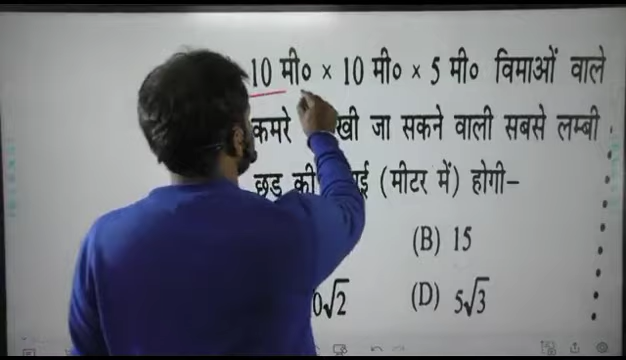 10 मी० × 10 मी० × 5 मी० विमाओं वाले
कमरे जा सकने वाली सबसे लम्बी
छड़ की (मीटर में) होगी–
(B) 15
0√2 (D) 5√3